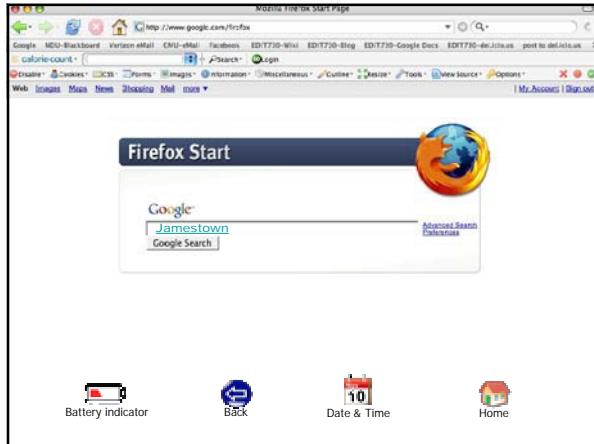 Mozilla Firefox Start Page
http://www.google.com/firefox
Google NDU-Blackboard Verizon eMail CNU-eMail Facebook EDIT730-Wiki EDIT730-Blog EDIT730-Google Docs EDIT730-del.icio.us post to del.icio.us
calorie-count Search Login
Disable Cookies CSS Forms Images Information Miscellaneous Outline Resize Tools View Source Options
Web Images Maps News Shopping Mail more ▼ | My Account | Sign out
Firefox Start
Google
Jamestown
Advanced Search
Preferences
Google Search
10
Battery indicator Back Date & Time Home